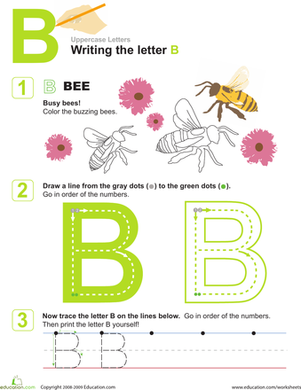 B
Uppercase Letters
Writing the letter B
1 B BEE
Busy bees!
Color the buzzing bees.
2 Draw a line from the gray dots ( ) to the green dots ( ).
Go in order of the numbers.
B B
3 Now trace the letter B on the lines below. Go in order of the numbers.
Then print the letter B yourself!
B B
Education.com Copyright 2008-2009 Education.com www.education.com/worksheets